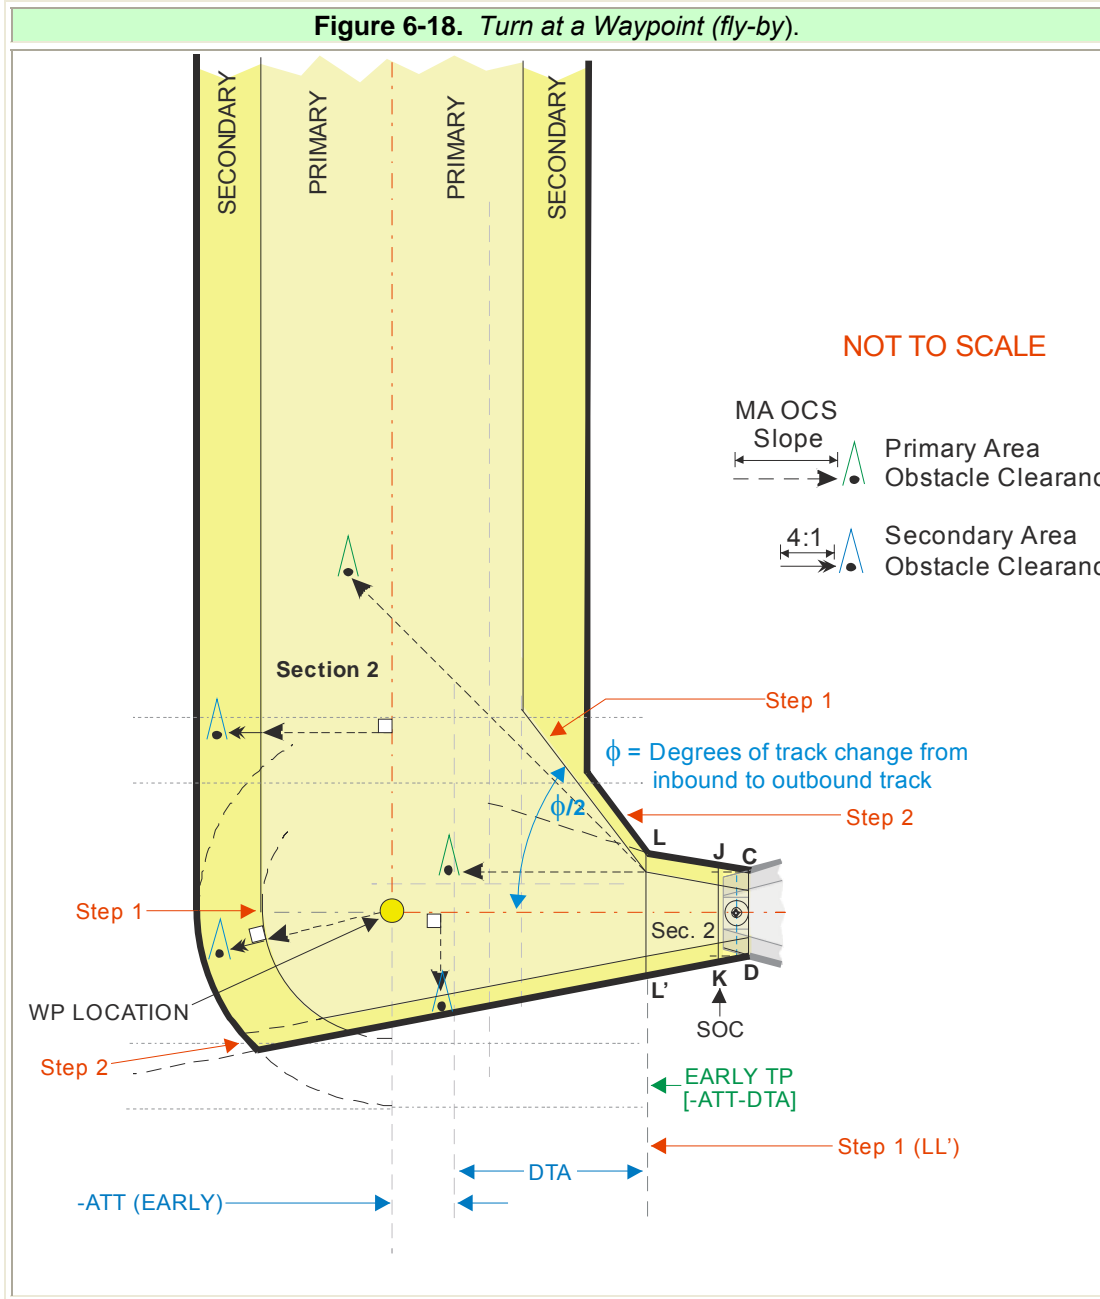 Figure 6-18. Turn at a Waypoint (fly-by).
SECONDARY
PRIMARY
PRIMARY
SECONDARY
NOT TO SCALE
MA OCS
Slope
Primary Area
Obstacle Clearanc
4:1
Secondary Area
Obstacle Clearanc
Section 2
Step 1
ϕ = Degrees of track change from
inbound to outbound track
ϕ/2
Step 2
L
J
C
Step 1
Sec. 2
D
K
L’
WP LOCATION
SOC
Step 2
EARLY TP
[-ATT-DTA]
Step 1 (LL’)
DTA
-ATT (EARLY)